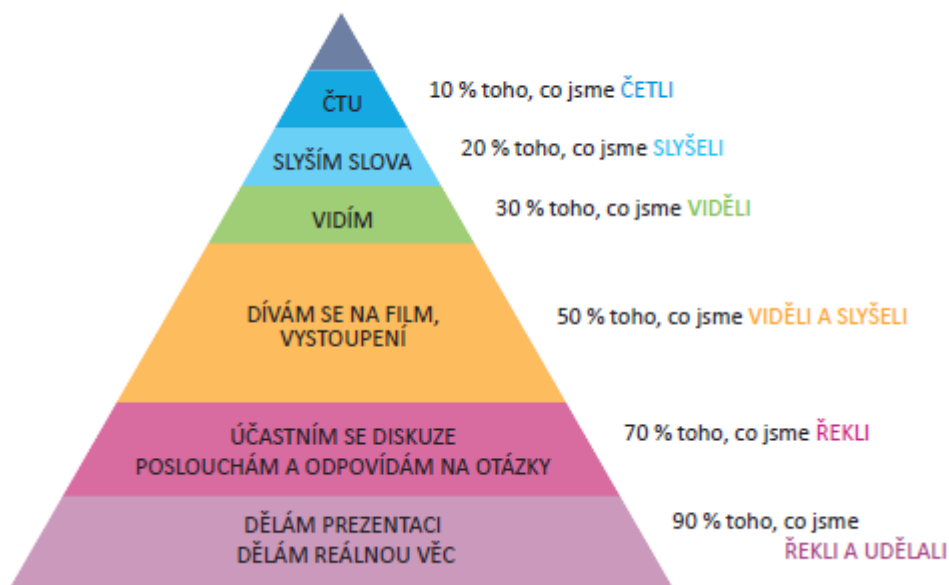 ČTU
10 % toho, co jsme ČETLI
SLYŠÍM SLOVA
20 % toho, co jsme SLYŠELI
VIDÍM
30 % toho, co jsme VIDĚLI
DÍVÁM SE NA FILM,
VYSTOUPENÍ
50 % toho, co jsme VIDĚLI A SLYŠELI
ÚČASTNÍM SE DISKUZE
POSLOUCHÁM A ODPOVÍDÁM NA OTÁZKY
70 % toho, co jsme ŘEKLI
DĚLÁM PREZENTACI
DĚLÁM REÁLNOU VĚC
90 % toho, co jsme
ŘEKLI A UDĚLALI